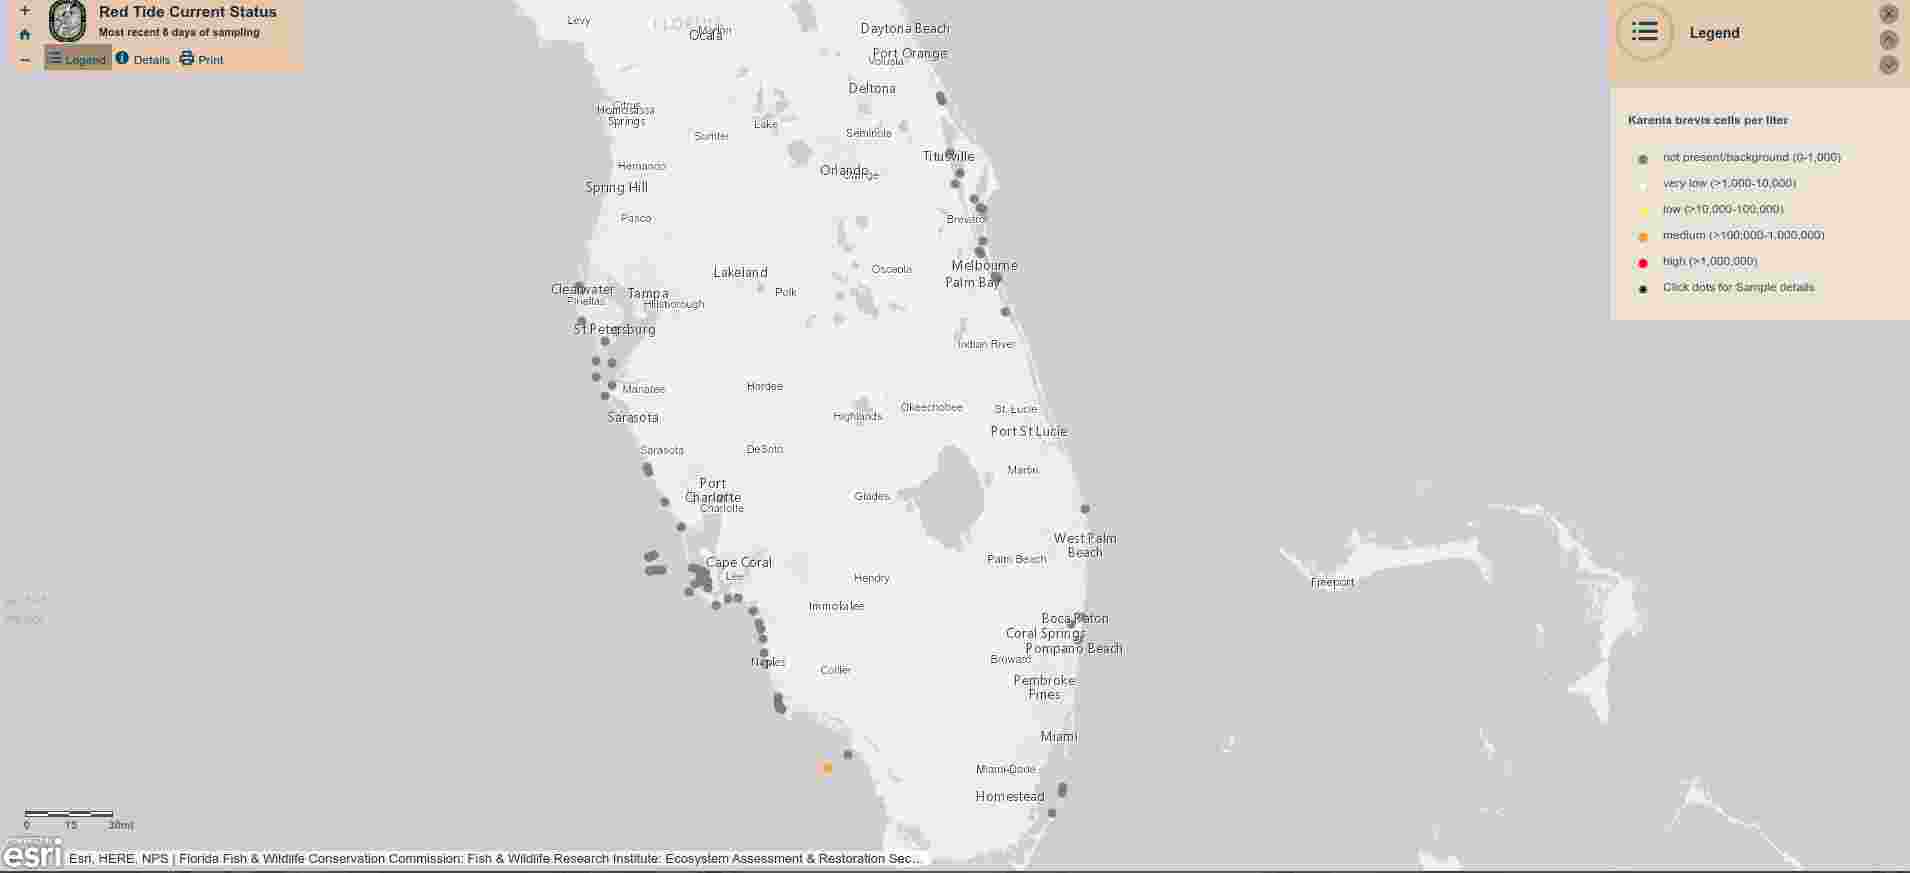 +
Red Tide Current Status
Most recent 6 days of sampling
−
Legend
Details
Print
Legend
Karenia brevis cells per liter
not present/background (0-1,000)
very low (>1,000-10,000)
low (>10,000-100,000)
medium (>100,000-1,000,000)
high (>1,000,000)
Click dots for Sample details
Levy
FLORIDA
Marion
Ocala
Daytona Beach
Port Orange
Volusia
Deltona
Citrus
Homosassa
Springs
Sumter
Lake
Seminole
Titusville
Hernando
Orlando
Orange
Spring Hill
Pasco
Brevard
Lakeland
Osceola
Melbourne
Palm Bay
Clearwater
Tampa
Polk
Pinellas
Hillsborough
St Petersburg
Indian River
Manatee
Hardee
Sarasota
Highlands
Okeechobee
St. Lucie
Port St Lucie
Sarasota
DeSoto
Martin
Port
Charlotte
Charlotte
Glades
West Palm
Beach
Palm Beach
Cape Coral
Lee
Hendry
Freeport
Immokalee
Boca Raton
Coral Springs
Pompano Beach
Naples
Collier
Broward
Pembroke
Pines
Miami
Miami-Dade
Homestead
0 15 30mi
esri
Esri, HERE, NPS | Florida Fish & Wildlife Conservation Commission: Fish & Wildlife Research Institute: Ecosystem Assessment & Restoration Sec...